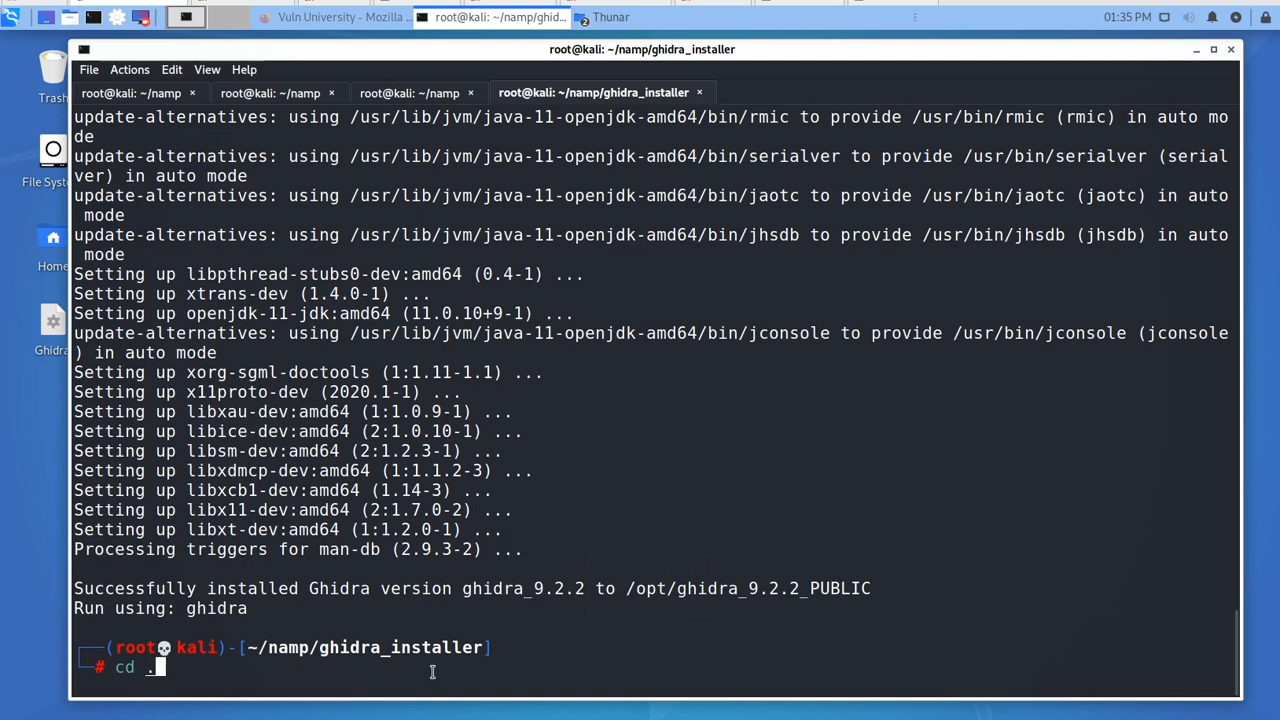 Vuln University - Mozilla ...
root@kali: ~/namp/ghid...
Thunar
01:35 PM
root@kali: ~/namp/ghidra_installer
File Actions Edit View Help
root@kali: ~/namp × root@kali: ~/namp × root@kali: ~/namp × root@kali: ~/namp/ghidra_installer ×
Trash
File Syst
Home
Ghidra
update-alternatives: using /usr/lib/jvm/java-11-openjdk-amd64/bin/rmic to provide /usr/bin/rmic (rmic) in auto mo
de
update-alternatives: using /usr/lib/jvm/java-11-openjdk-amd64/bin/serialver to provide /usr/bin/serialver (serial
ver) in auto mode
update-alternatives: using /usr/lib/jvm/java-11-openjdk-amd64/bin/jaotc to provide /usr/bin/jaotc (jaotc) in auto
 mode
update-alternatives: using /usr/lib/jvm/java-11-openjdk-amd64/bin/jhsdb to provide /usr/bin/jhsdb (jhsdb) in auto
 mode
Setting up libpthread-stubs0-dev:amd64 (0.4-1) ...
Setting up xtrans-dev (1.4.0-1) ...
Setting up openjdk-11-jdk:amd64 (11.0.10+9-1) ...
update-alternatives: using /usr/lib/jvm/java-11-openjdk-amd64/bin/jconsole to provide /usr/bin/jconsole (jconsole
) in auto mode
Setting up xorg-sgml-doctools (1:1.11-1.1) ...
Setting up x11proto-dev (2020.1-1) ...
Setting up libxau-dev:amd64 (1:1.0.9-1) ...
Setting up libice-dev:amd64 (2:1.0.10-1) ...
Setting up libsm-dev:amd64 (2:1.2.3-1) ...
Setting up libxdmcp-dev:amd64 (1:1.1.2-3) ...
Setting up libxcb1-dev:amd64 (1.14-3) ...
Setting up libx11-dev:amd64 (2:1.7.0-2) ...
Setting up libxt-dev:amd64 (1:1.2.0-1) ...
Processing triggers for man-db (2.9.3-2) ...
Successfully installed Ghidra version ghidra_9.2.2 to /opt/ghidra_9.2.2_PUBLIC
Run using: ghidra
┌──(root💀kali)-[~/namp/ghidra_installer]
└─# cd .